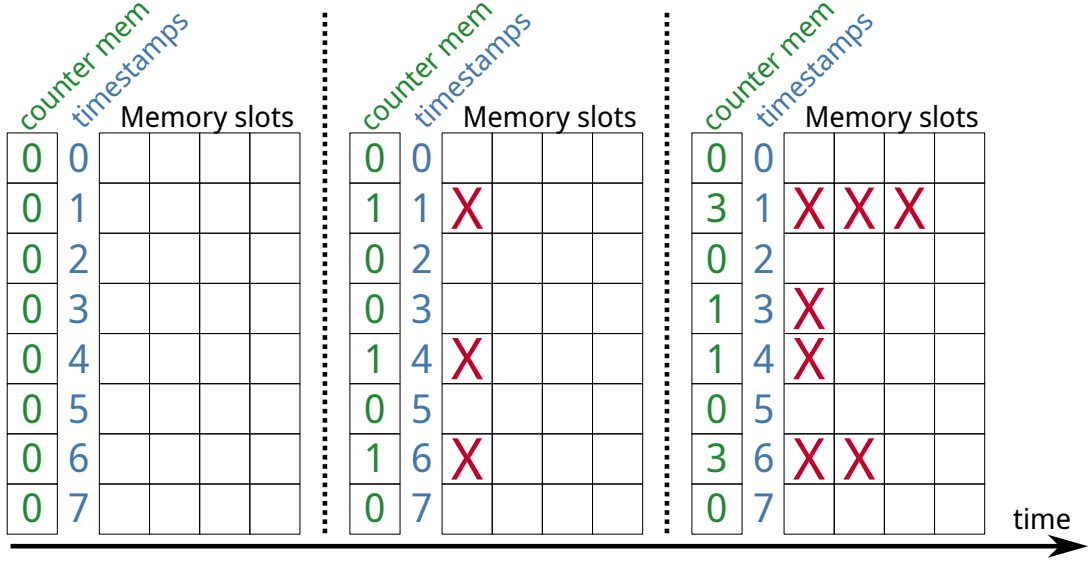 counter mem timestamps counter mem timestamps counter mem timestamps
Memory slots Memory slots Memory slots
0 0 0 0 0 0
0 1 1 1 X 3 1 X X X
0 2 0 2 0 2
0 3 0 3 1 3 X
0 4 1 4 X 1 4 X
0 5 0 5 0 5
0 6 1 6 X 3 6 X X
0 7 0 7 0 7
time